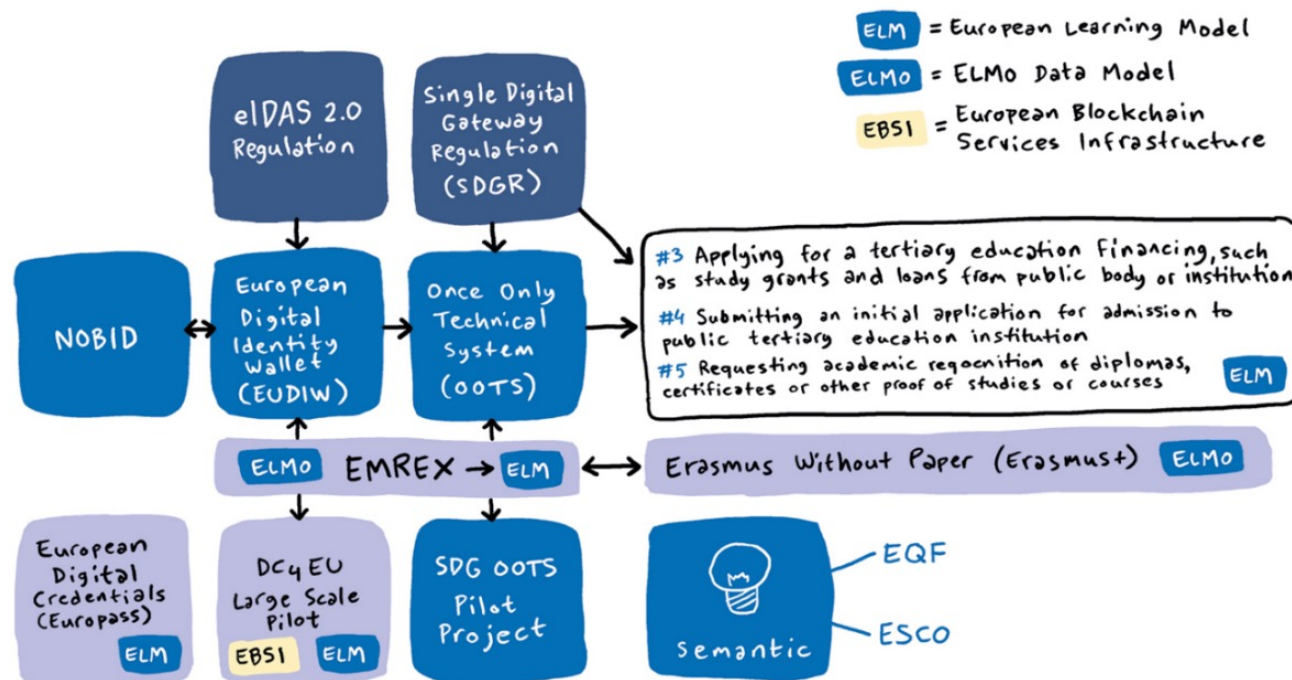 ELM = European Learning Model
ELMO = ELMO Data Model
EBSI = European Blockchain
Services Infrastructure
eIDAS 2.0
Regulation
Single Digital
Gateway
Regulation
(SDGR)
NOBID
European
Digital
Identity
Wallet
(EUDIW)
Once Only
Technical
System
(OOTS)
#3 Applying for a tertiary education financing, such
as study grants and loans from public body or institution
#4 Submitting an initial application for admission to
public tertiary education institution
#5 Requesting academic reqocnition of diplomas,
certificates or other proof of studies or courses
ELM
ELMO EMREX → ELM
Erasmus Without Paper (Erasmus+) ELMO
European
Digital
Credentials
(Europass)
ELM
DC4EU
Large Scale
Pilot
EBSI ELM
SDG OOTS
Pilot
Project
semantic
EQF
ESCO